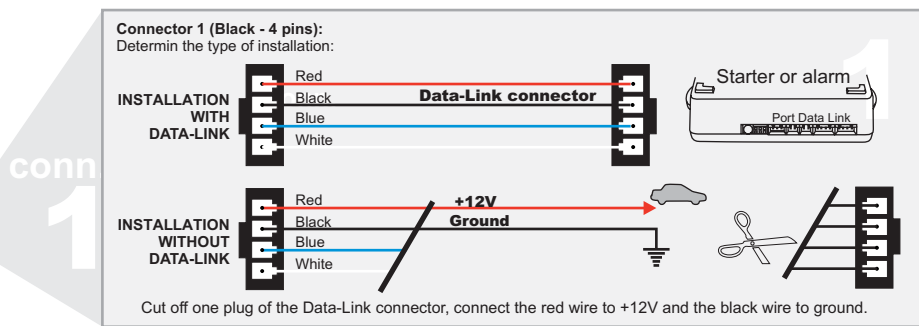 Connector 1 (Black - 4 pins):
Determin the type of installation:
1
Red
Black
Blue
White
INSTALLATION
WITH
DATA-LINK
Data-Link connector
Starter or alarm
Port Data Link
conn.
1
Red
Black
Blue
White
INSTALLATION
WITHOUT
DATA-LINK
+12V
Ground
Cut off one plug of the Data-Link connector, connect the red wire to +12V and the black wire to ground.